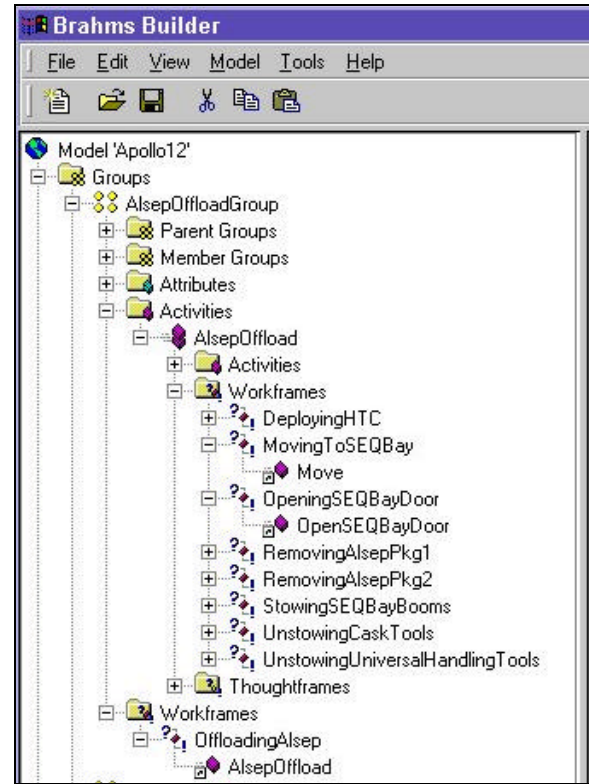 Brahms Builder
File Edit View Model Tools Help
Model 'Apollo12'
Groups
AlsepOffloadGroup
Parent Groups
Member Groups
Attributes
Activities
AlsepOffload
Activities
Workframes
DeployingHTC
MovingToSEQBay
Move
OpeningSEQBayDoor
OpenSEQBayDoor
RemovingAlsepPkg1
RemovingAlsepPkg2
StowingSEQBayBooms
UnstowingCaskTools
UnstowingUniversalHandlingTools
Thoughtframes
Workframes
OffloadingAlsep
AlsepOffload